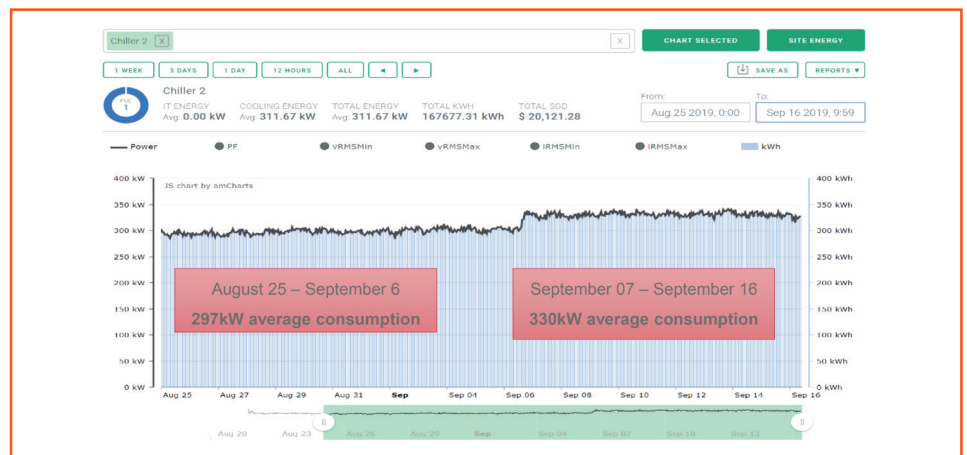 Chiller 2 X X CHART SELECTED SITE ENERGY
1 WEEK 3 DAYS 1 DAY 12 HOURS ALL ◄ ► SAVE AS REPORTS ▼
Chiller 2
PUE
1
IT ENERGY COOLING ENERGY TOTAL ENERGY TOTAL KWH TOTAL SGD
Avg: 0.00 kW Avg: 311.67 kW Avg: 311.67 kW 167677.31 kWh $ 20,121.28
From: To:
Aug 25 2019, 0:00 Sep 16 2019, 9:59
Power PF vRMSMin vRMSMax iRMSMin iRMSMax kWh
JS chart by amCharts
400 kW 400 kWh
350 kW 350 kWh
300 kW 300 kWh
250 kW 250 kWh
200 kW 200 kWh
150 kW 150 kWh
100 kW 100 kWh
50 kW 50 kWh
0 kW 0 kWh
August 25 – September 6
297kW average consumption
September 07 – September 16
330kW average consumption
Aug 25 Aug 27 Aug 29 Aug 31 Sep Sep 04 Sep 06 Sep 08 Sep 10 Sep 12 Sep 14 Sep 16
Aug 20 Aug 23 Aug 26 Aug 29 Sep Sep 04 Sep 07 Sep 10 Sep 13